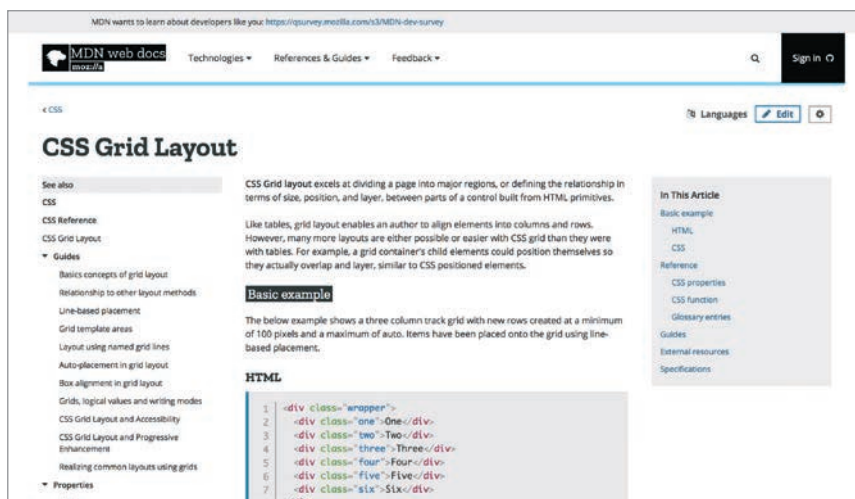 MDN wants to learn about developers like you: https://qsurvey.mozilla.com/s3/MDN-dev-survey
MDN web docs
moz://a
Technologies ▾
References & Guides ▾
Feedback ▾
Sign in
< CSS
Languages
Edit
CSS Grid Layout
See also
CSS
CSS Reference
CSS Grid Layout
▾ Guides
Basics concepts of grid layout
Relationship to other layout methods
Line-based placement
Grid template areas
Layout using named grid lines
Auto-placement in grid layout
Box alignment in grid layout
Grids, logical values and writing modes
CSS Grid Layout and Accessibility
CSS Grid Layout and Progressive
Enhancement
Realizing common layouts using grids
▾ Properties
CSS Grid layout excels at dividing a page into major regions, or defining the relationship in
terms of size, position, and layer, between parts of a control built from HTML primitives.
Like tables, grid layout enables an author to align elements into columns and rows.
However, many more layouts are either possible or easier with CSS grid than they were
with tables. For example, a grid container's child elements could position themselves so
they actually overlap and layer, similar to CSS positioned elements.
Basic example
The below example shows a three column track grid with new rows created at a minimum
of 100 pixels and a maximum of auto. Items have been placed onto the grid using line-
based placement.
HTML
1 <div class="wrapper">
2 <div class="one">One</div>
3 <div class="two">Two</div>
4 <div class="three">Three</div>
5 <div class="four">Four</div>
6 <div class="five">Five</div>
7 <div class="six">Six</div>
In This Article
Basic example
HTML
CSS
Reference
CSS properties
CSS function
Glossary entries
Guides
External resources
Specifications